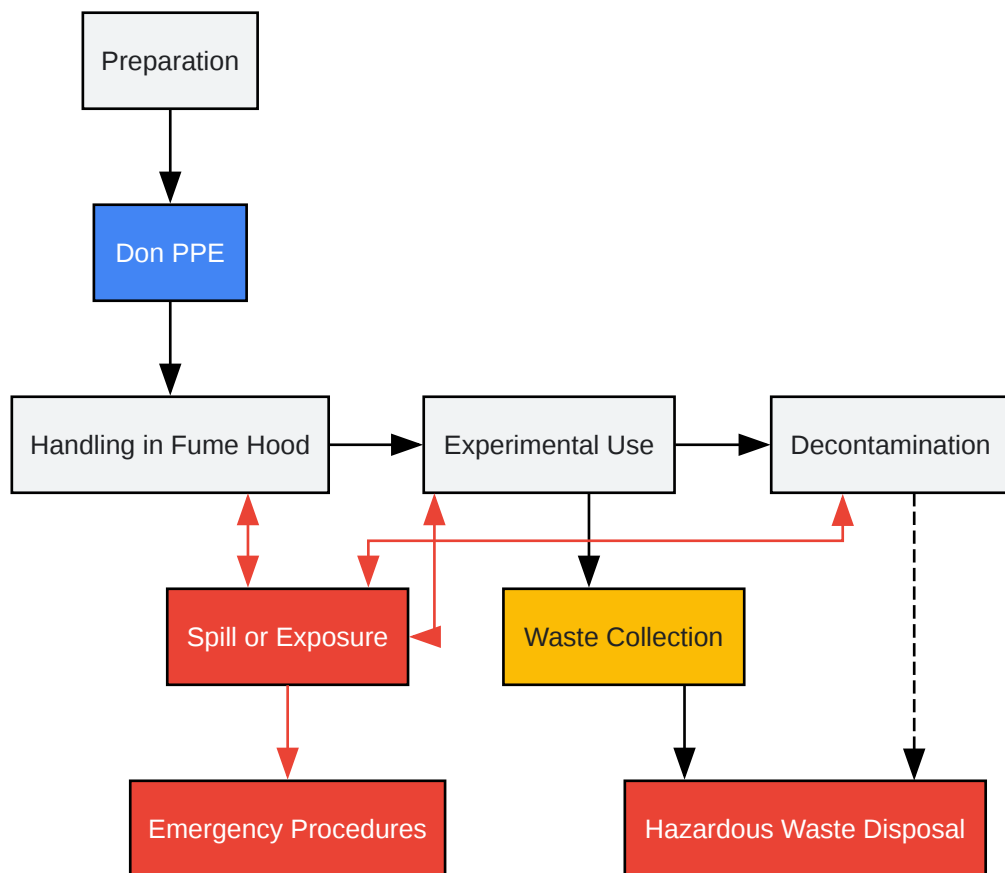 Preparation
Don PPE
Handling in Fume Hood
Experimental Use
Decontamination
Spill or Exposure
Waste Collection
Emergency Procedures
Hazardous Waste Disposal